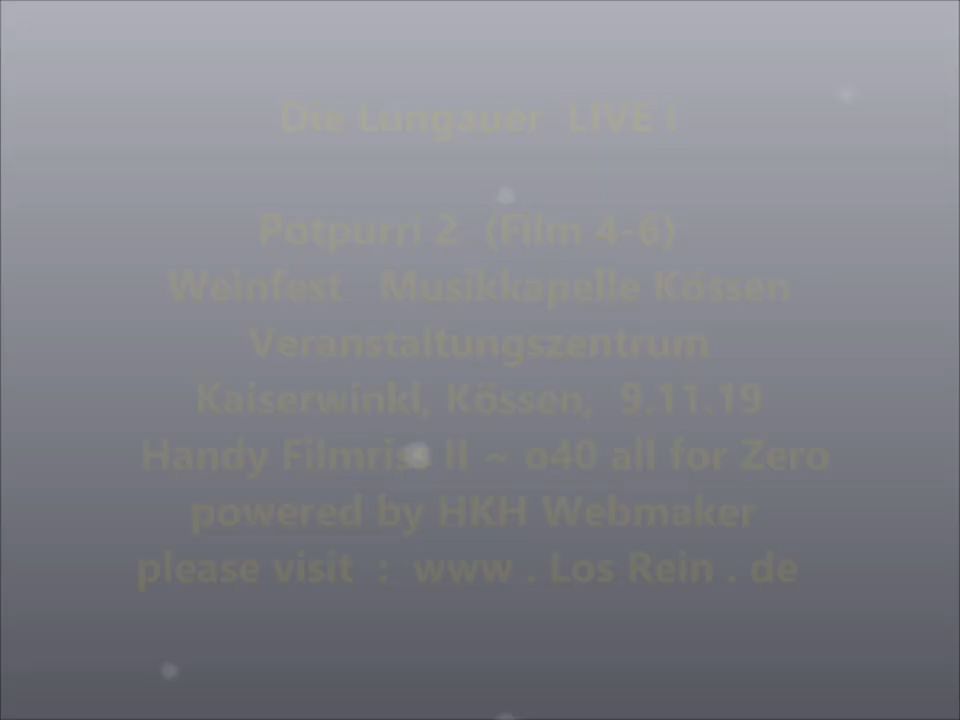 Die Lungauer LIVE !
Potpurri 2 (Film 4-6)
Weinfest Musikkapelle Kössen
Veranstaltungszentrum
Kaiserwinkl, Kössen, 9.11.19
Handy Filmriss II ~ o40 all for Zero
powered by HKH Webmaker
please visit : www . Los Rein . de